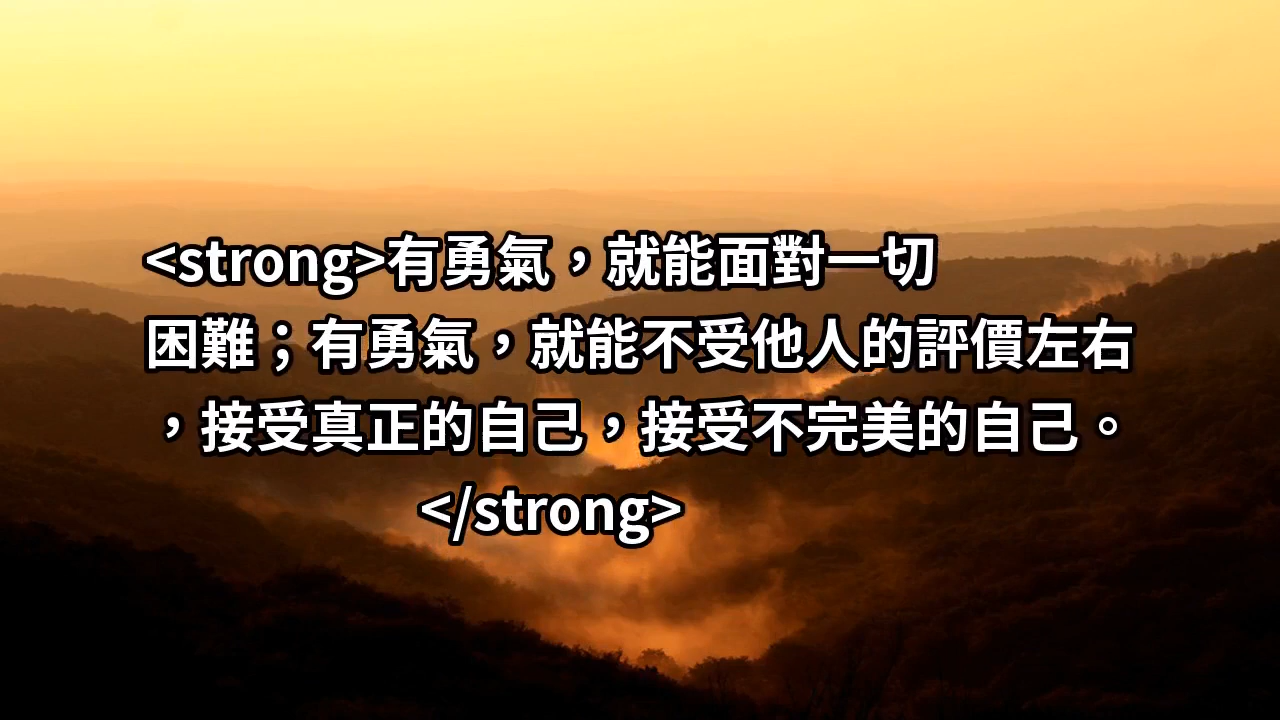 <strong>有勇氣，就能面對一切
困難；有勇氣，就能不受他人的評價左右
，接受真正的自己，接受不完美的自己。
</strong>